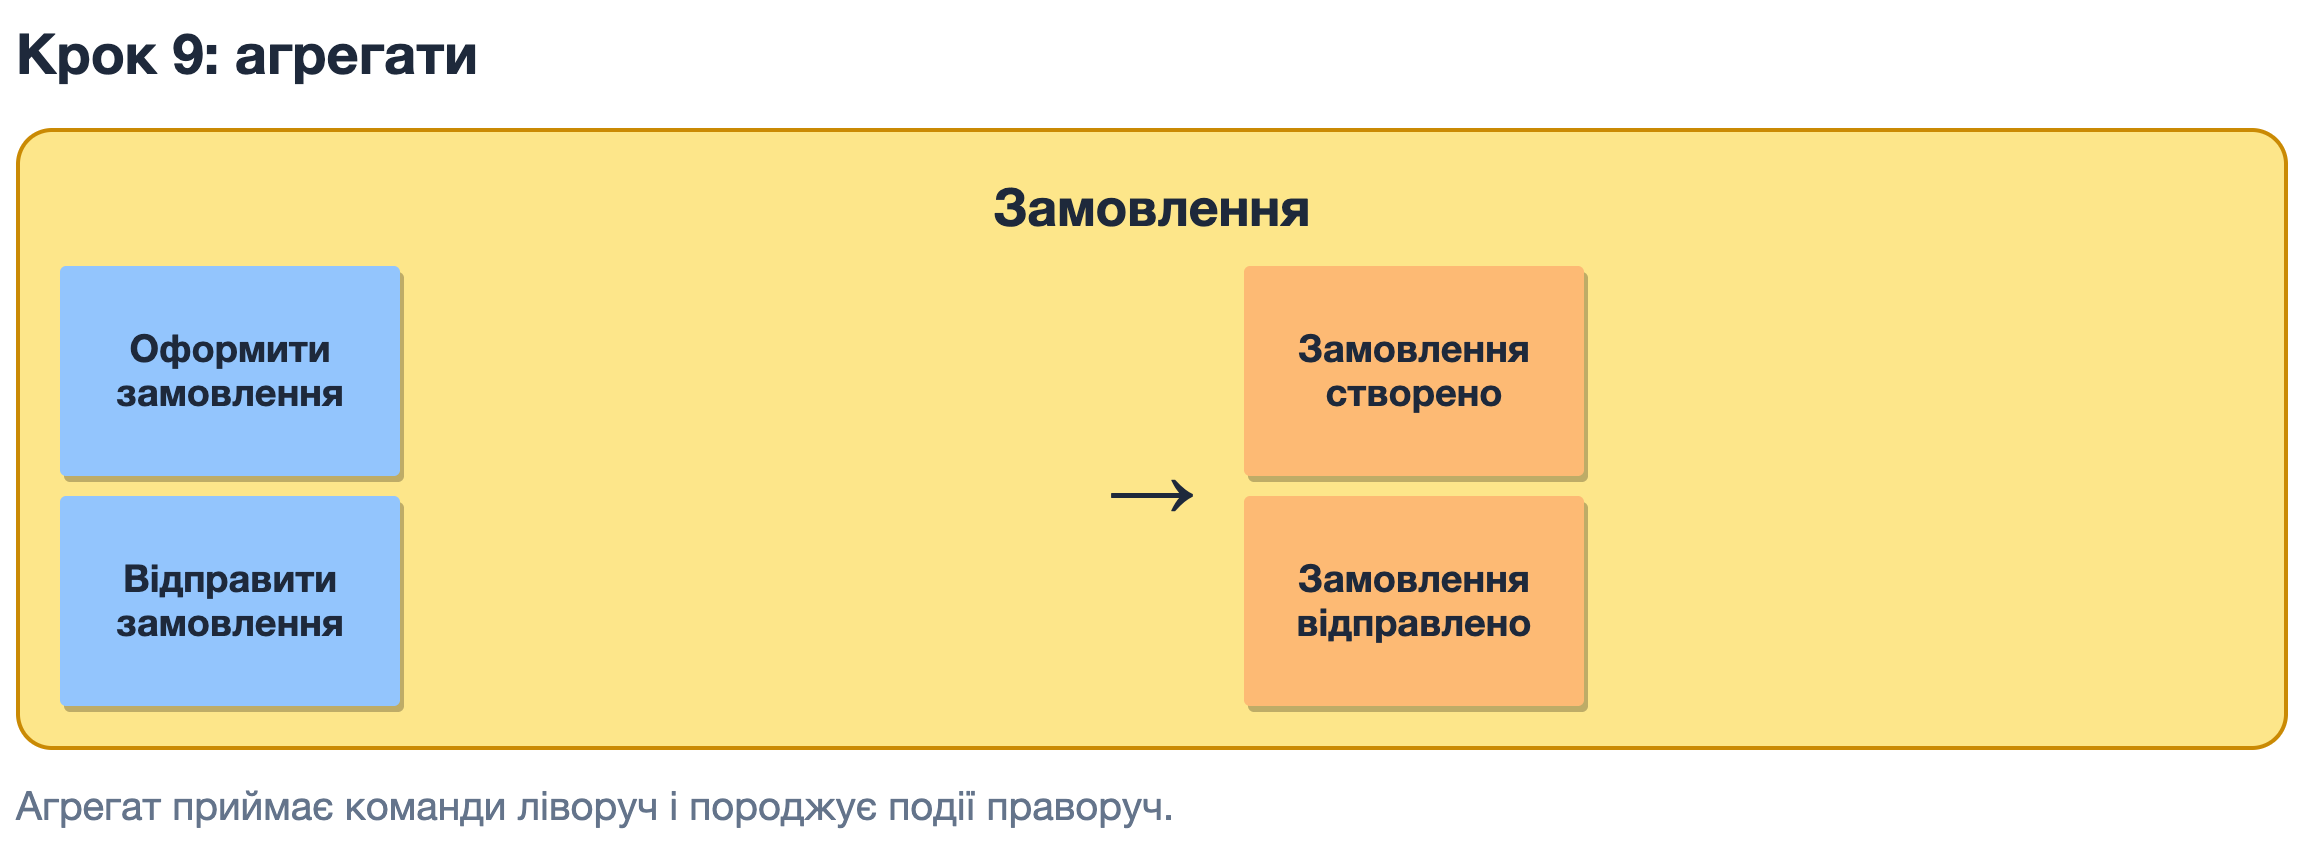 Крок 9: агрегати
Замовлення
Оформити
замовлення
Відправити
замовлення
→
Замовлення
створено
Замовлення
відправлено
Агрегат приймає команди ліворуч і породжує події праворуч.